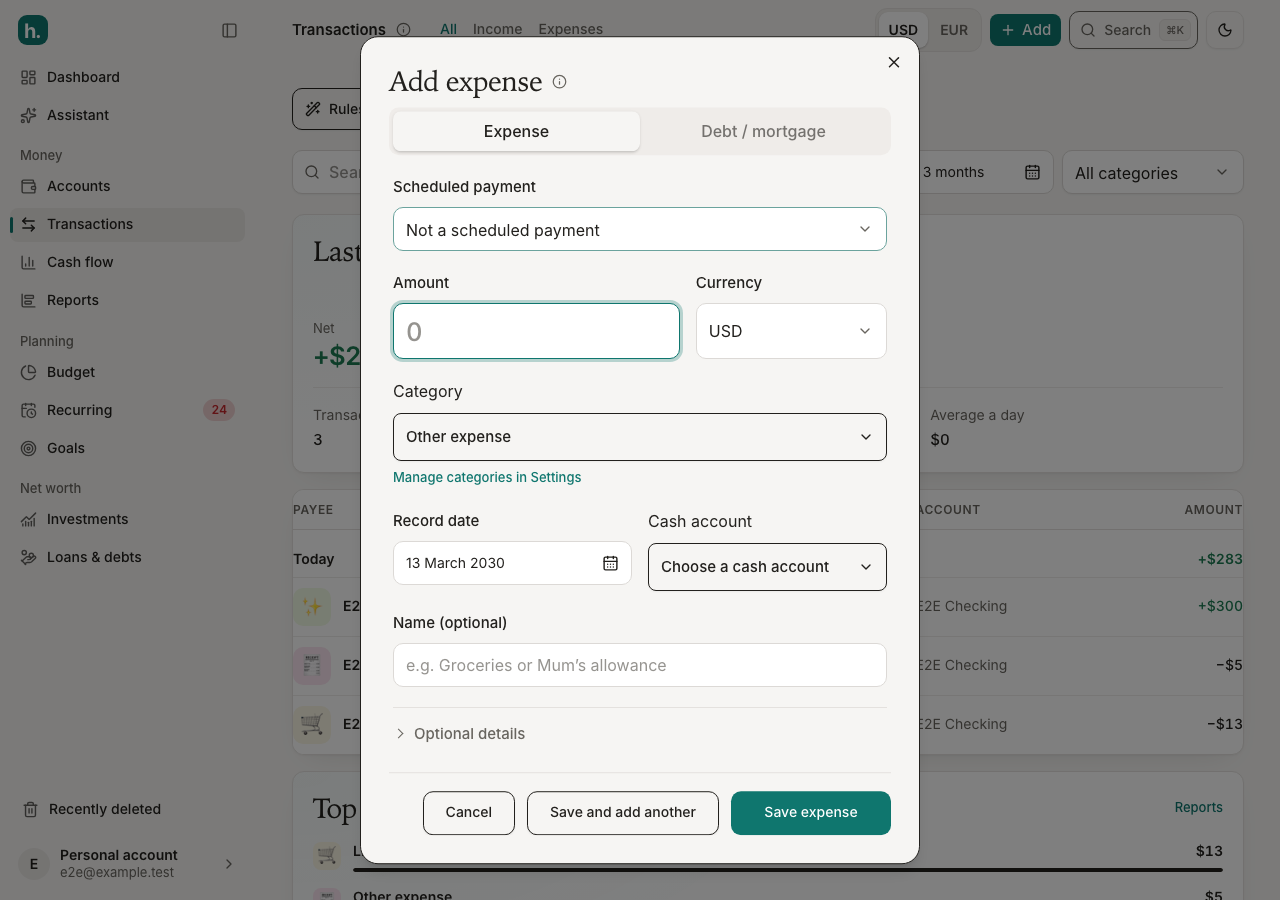 h.
Dashboard
Assistant
Money
Accounts
Transactions
Cash flow
Reports
Planning
Budget
Recurring
24
Goals
Net worth
Investments
Loans & debts
Recently deleted
E
Personal account
e2e@example.test
Transactions
All
Income
Expenses
USD
EUR
Add
Search
⌘K
Rules
3 months
All categories
Last
Net
+$2
3
Average a day
$0
PAYEE
ACCOUNT
AMOUNT
Today
+$283
E2E Checking
+$300
E2E Checking
−$5
E2E Checking
−$13
Top
Reports
$13
Other expense
$5
Add expense
Expense
Debt / mortgage
Scheduled payment
Not a scheduled payment
Amount
Currency
0
USD
Category
Other expense
Manage categories in Settings
Record date
Cash account
13 March 2030
Choose a cash account
Name (optional)
e.g. Groceries or Mum’s allowance
Optional details
Cancel
Save and add another
Save expense